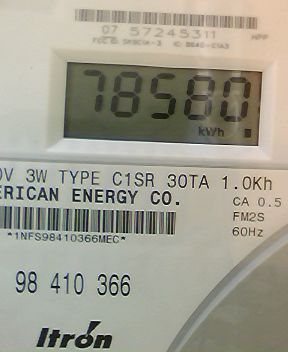 07 57245311
HPP
78580
kWh
0V 3W TYPE C1SR 30TA 1.0Kh
ERICAN ENERGY CO.
CA 0.5
FM2S
60Hz
*1NFS98410366MEC*
98 410 366
Itron